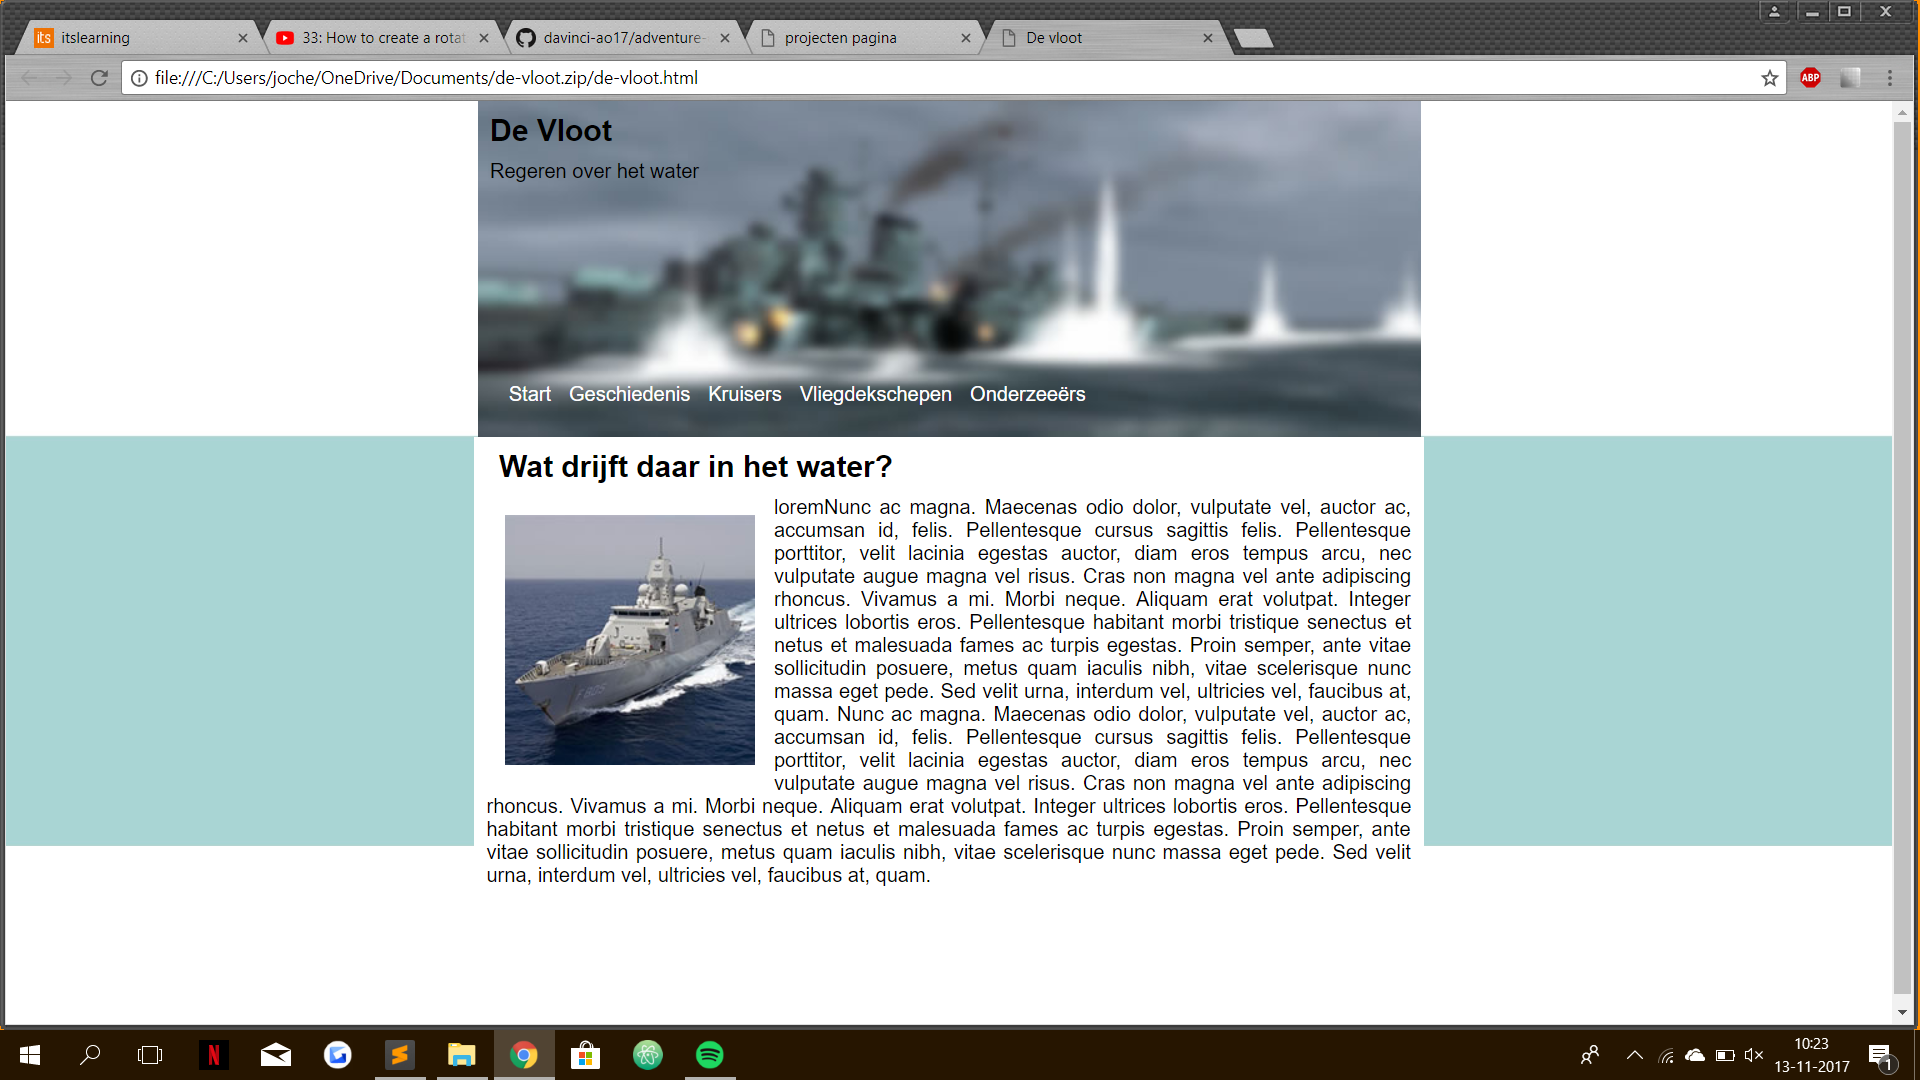 its itslearning
33: How to create a rotat
davinci-ao17/adventure-
projecten pagina
De vloot
file:///C:/Users/joche/OneDrive/Documents/de-vloot.zip/de-vloot.html
ABP
De Vloot
Regeren over het water
Start Geschiedenis Kruisers Vliegdekschepen Onderzeeërs
Wat drijft daar in het water?
loremNunc ac magna. Maecenas odio dolor, vulputate vel, auctor ac,
accumsan id, felis. Pellentesque cursus sagittis felis. Pellentesque
porttitor, velit lacinia egestas auctor, diam eros tempus arcu, nec
vulputate augue magna vel risus. Cras non magna vel ante adipiscing
rhoncus. Vivamus a mi. Morbi neque. Aliquam erat volutpat. Integer
ultrices lobortis eros. Pellentesque habitant morbi tristique senectus et
netus et malesuada fames ac turpis egestas. Proin semper, ante vitae
sollicitudin posuere, metus quam iaculis nibh, vitae scelerisque nunc
massa eget pede. Sed velit urna, interdum vel, ultricies vel, faucibus at,
quam. Nunc ac magna. Maecenas odio dolor, vulputate vel, auctor ac,
accumsan id, felis. Pellentesque cursus sagittis felis. Pellentesque
porttitor, velit lacinia egestas auctor, diam eros tempus arcu, nec
vulputate augue magna vel risus. Cras non magna vel ante adipiscing
rhoncus. Vivamus a mi. Morbi neque. Aliquam erat volutpat. Integer ultrices lobortis eros. Pellentesque
habitant morbi tristique senectus et netus et malesuada fames ac turpis egestas. Proin semper, ante
vitae sollicitudin posuere, metus quam iaculis nibh, vitae scelerisque nunc massa eget pede. Sed velit
urna, interdum vel, ultricies vel, faucibus at, quam.
N
10:23
13-11-2017
1